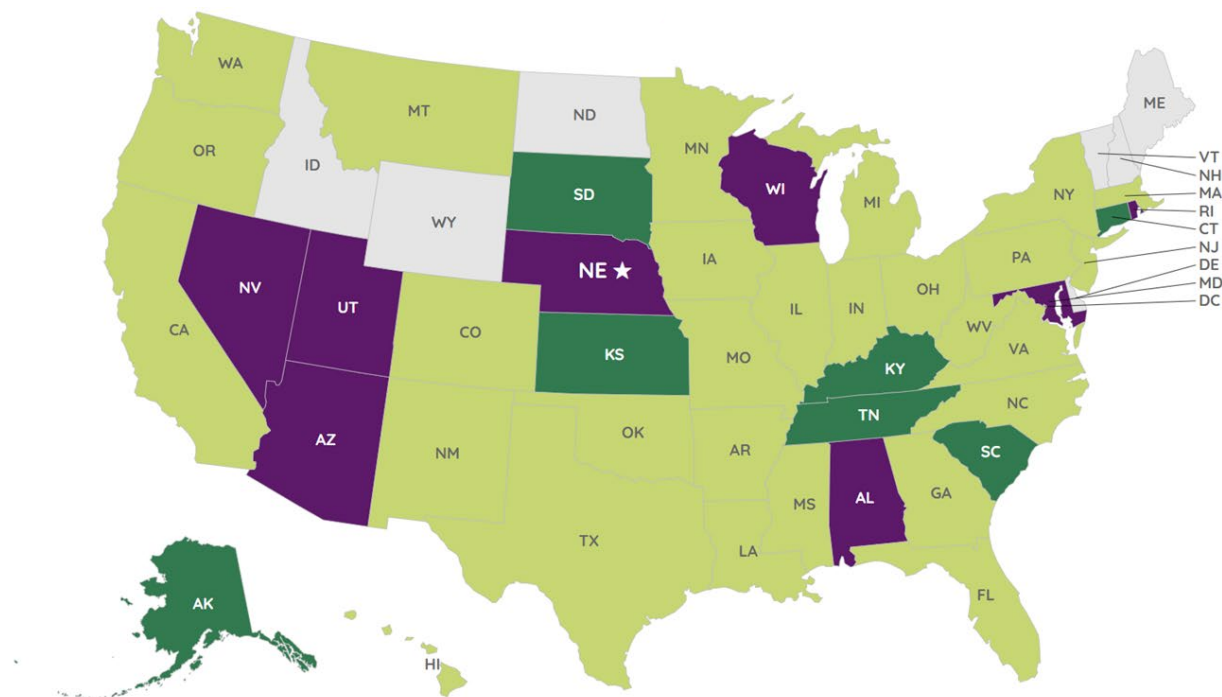 WA
MT
ND
ME
OR
ID
MN
VT
NH
SD
WI
MA
NY
RI
MI
WY
CT
NJ
PA
IA
DE
NE ★
MD
OH
NV
DC
UT
IL
IN
CO
CA
WV
VA
KS
MO
KY
NC
TN
AZ
OK
AR
NM
SC
GA
AL
MS
TX
LA
FL
AK
HI